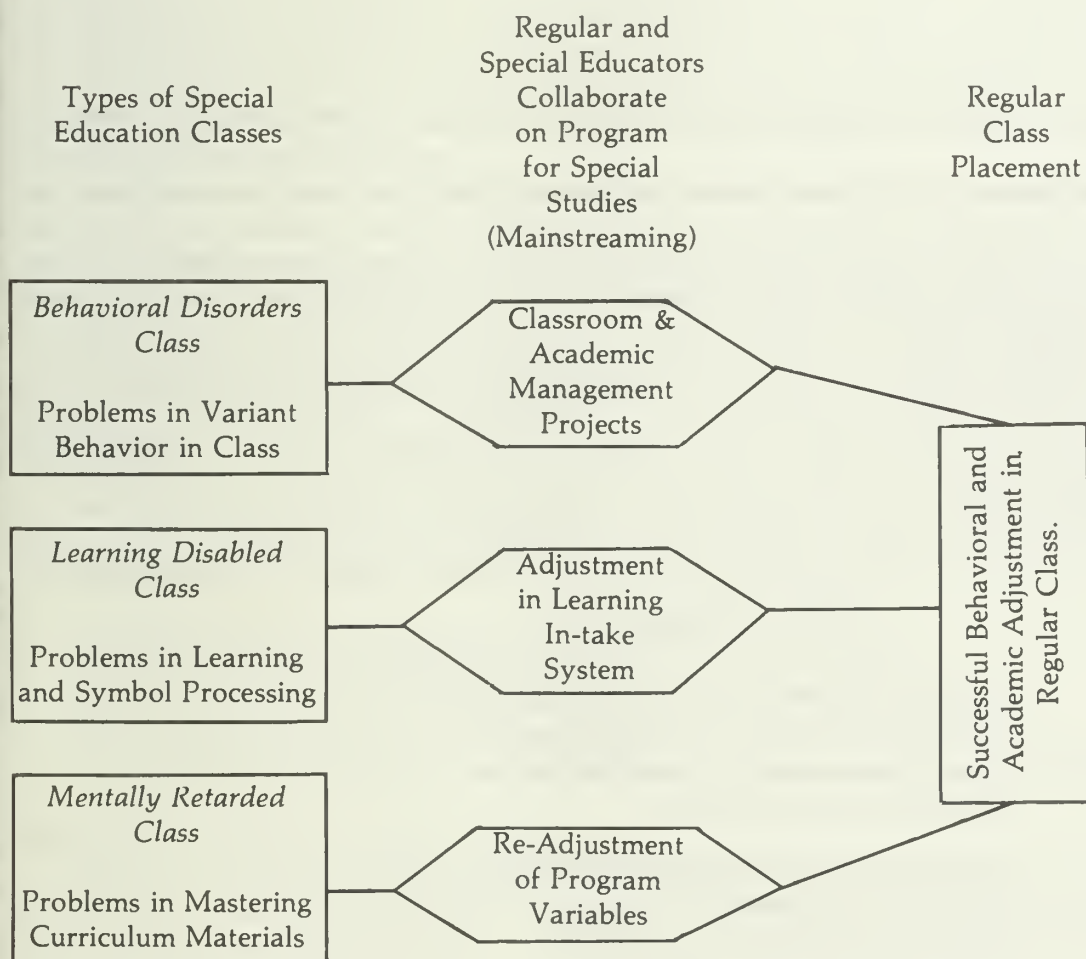 Types of Special
Education Classes
Regular and
Special Educators
Collaborate
on Program
for Special
Studies
(Mainstreaming)
Regular
Class
Placement
Behavioral Disorders
Class
Problems in Variant
Behavior in Class
Classroom &
Academic
Management
Projects
Learning Disabled
Class
Problems in Learning
and Symbol Processing
Adjustment
in Learning
In-take
System
Mentally Retarded
Class
Problems in Mastering
Curriculum Materials
Re-Adjustment
of Program
Variables
Successful Behavioral and
Academic Adjustment in.
Regular Class.